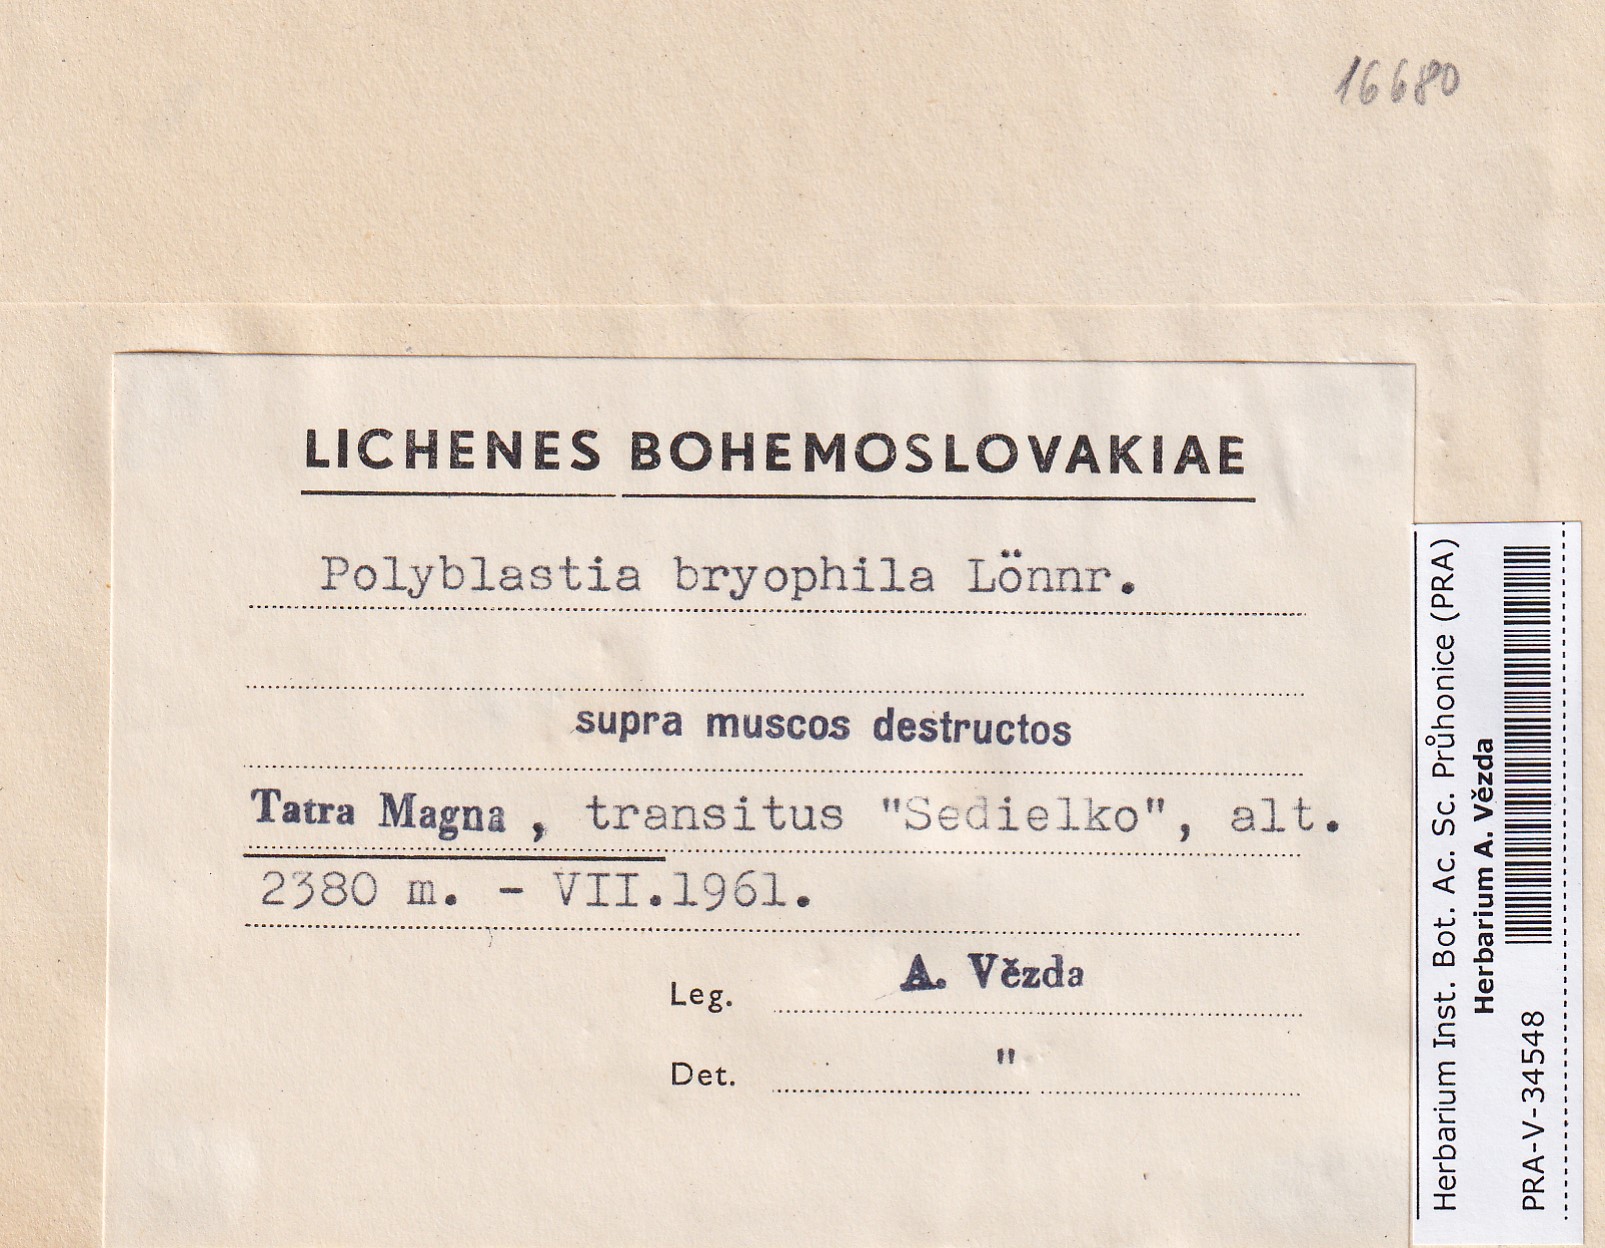 16680
LICHENES BOHEMOSLOVAKIAE
Polyblastia bryophila Lönnr.
supra muscos destructos
Tatra Magna, transitus "Sedielko", alt.
2380 m. - VII.1961.
Leg. A. Vězda
Det. "
Herbarium Inst. Bot. Ac. Sc. Průhonice (PRA)
Herbarium A. Vězda
PRA-V-34548